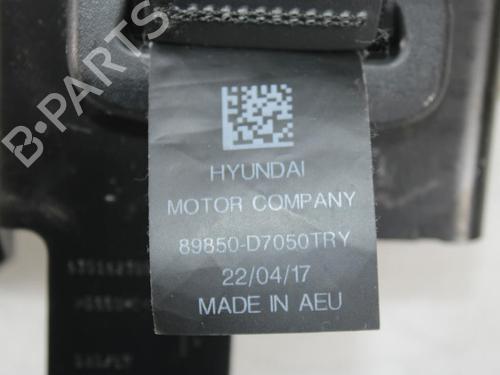 B-PARTS
HYUNDAI
MOTOR COMPANY
89850-D7050TRY
22/04/17
MADE IN AEU